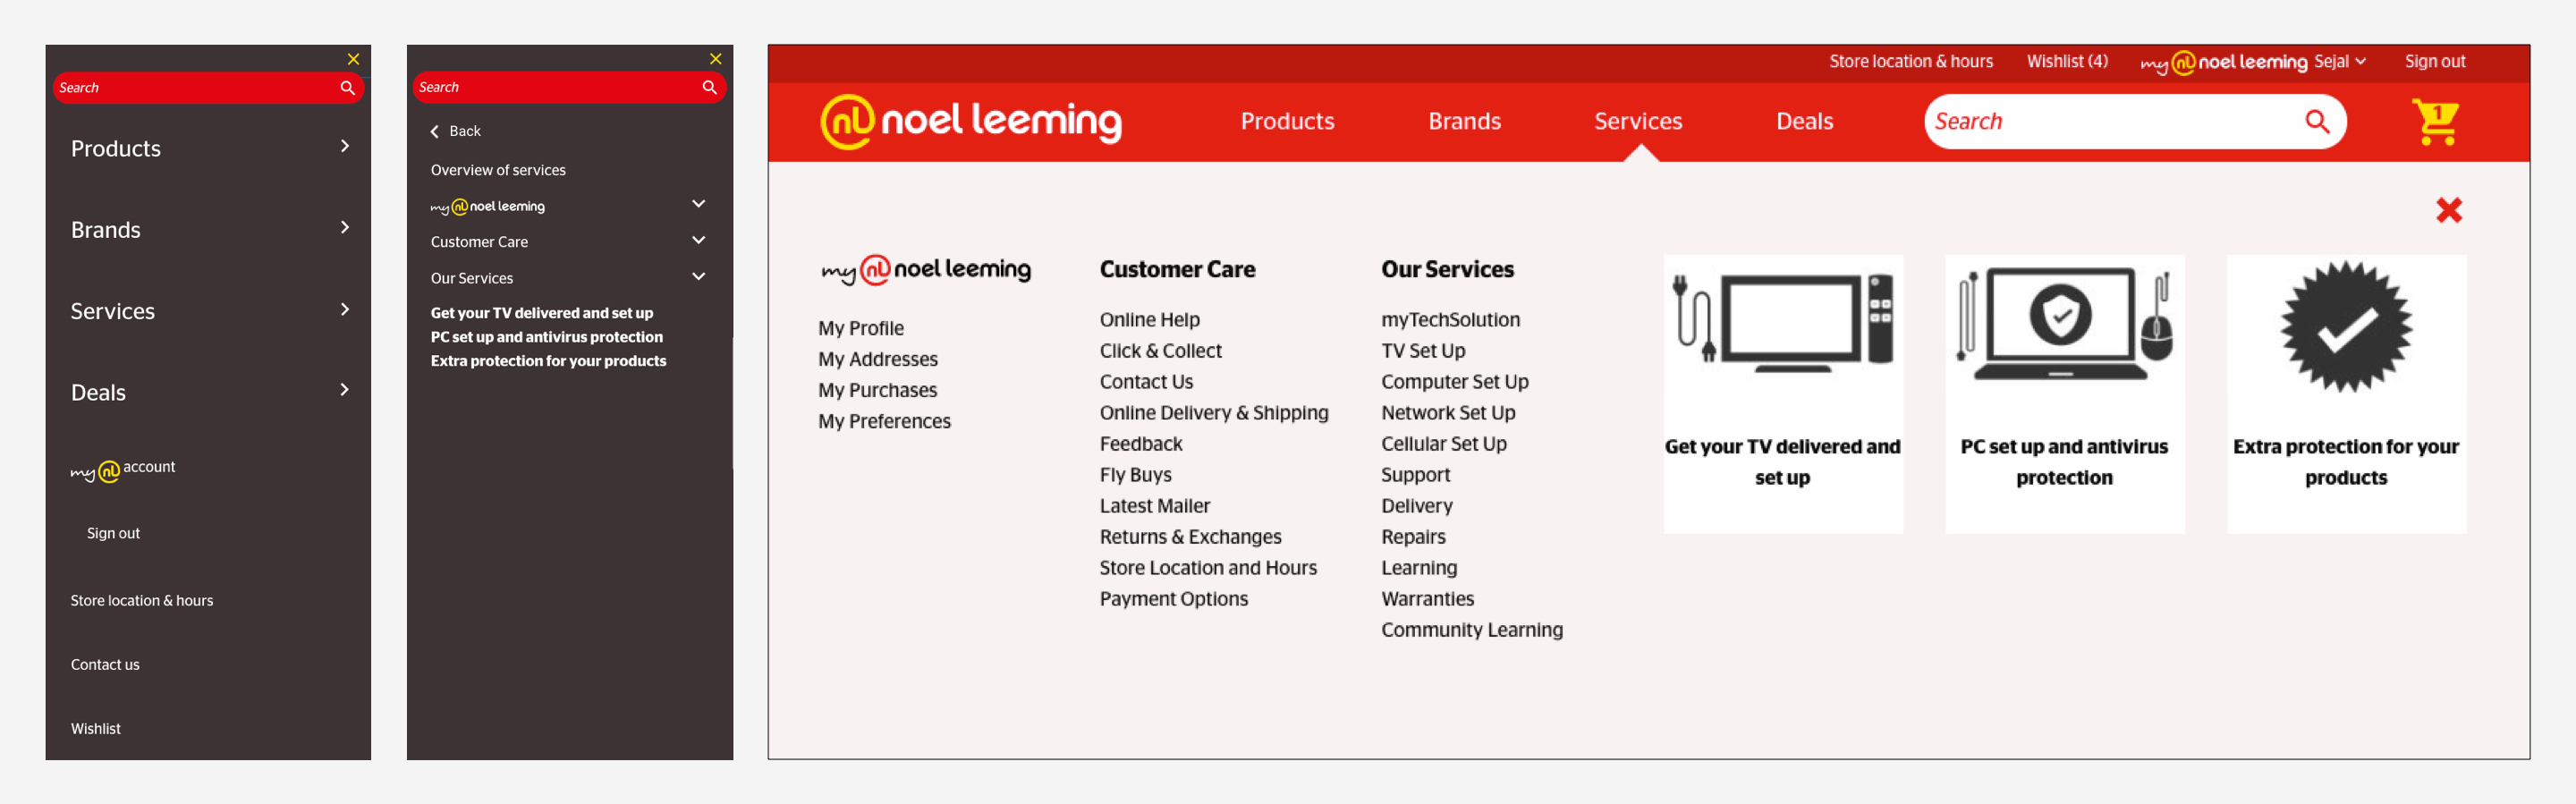 Search
Products
Brands
Services
Deals
my nl account
Sign out
Store location & hours
Contact us
Wishlist
Search
Back
Overview of services
my nl noel leeming
Customer Care
Our Services
Get your TV delivered and set up
PC set up and antivirus protection
Extra protection for your products
Store location & hours Wishlist (4) my nl noel leeming Sejal Sign out
nl noel leeming Products Brands Services Deals Search 1
my nl noel leeming
My Profile
My Addresses
My Purchases
My Preferences
Customer Care
Online Help
Click & Collect
Contact Us
Online Delivery & Shipping
Feedback
Fly Buys
Latest Mailer
Returns & Exchanges
Store Location and Hours
Payment Options
Our Services
myTechSolution
TV Set Up
Computer Set Up
Network Set Up
Cellular Set Up
Support
Delivery
Repairs
Learning
Warranties
Community Learning
Get your TV delivered and
set up
PC set up and antivirus
protection
Extra protection for your
products